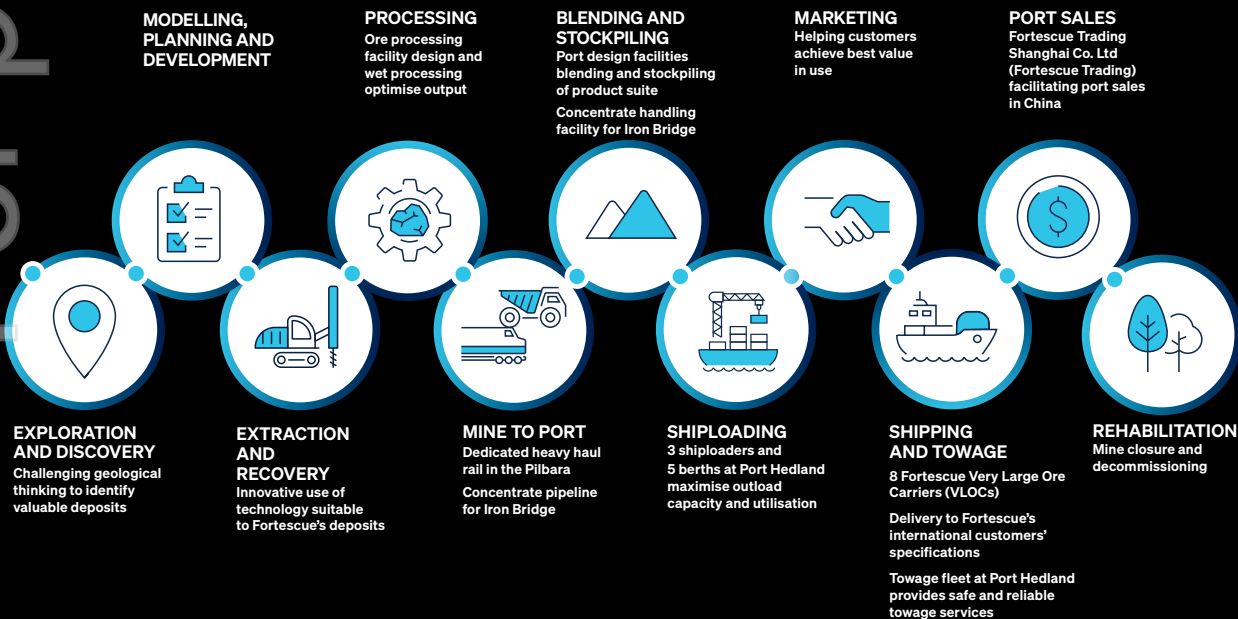 MODELLING,
PLANNING AND
DEVELOPMENT
PROCESSING
Ore processing
facility design and
wet processing
optimise output
BLENDING AND
STOCKPILING
Port design facilities
blending and stockpiling
of product suite
Concentrate handling
facility for Iron Bridge
MARKETING
Helping customers
achieve best value
in use
PORT SALES
Fortescue Trading
Shanghai Co. Ltd
(Fortescue Trading)
facilitating port sales
in China
$
EXPLORATION
AND DISCOVERY
Challenging geological
thinking to identify
valuable deposits
EXTRACTION
AND
RECOVERY
Innovative use of
technology suitable
to Fortescue's deposits
MINE TO PORT
Dedicated heavy haul
rail in the Pilbara
Concentrate pipeline
for Iron Bridge
SHIPLOADING
3 shiploaders and
5 berths at Port Hedland
maximise outload
capacity and utilisation
SHIPPING
AND TOWAGE
8 Fortescue Very Large Ore
Carriers (VLOCs)
Delivery to Fortescue's
international customers'
specifications
Towage fleet at Port Hedland
provides safe and reliable
towage services
REHABILITATION
Mine closure and
decommissioning